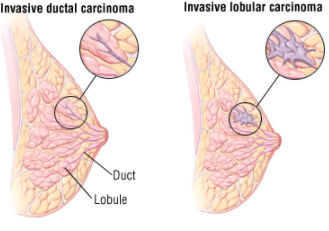 Invasive ductal carcinoma
Invasive lobular carcinoma
Duct
Lobule